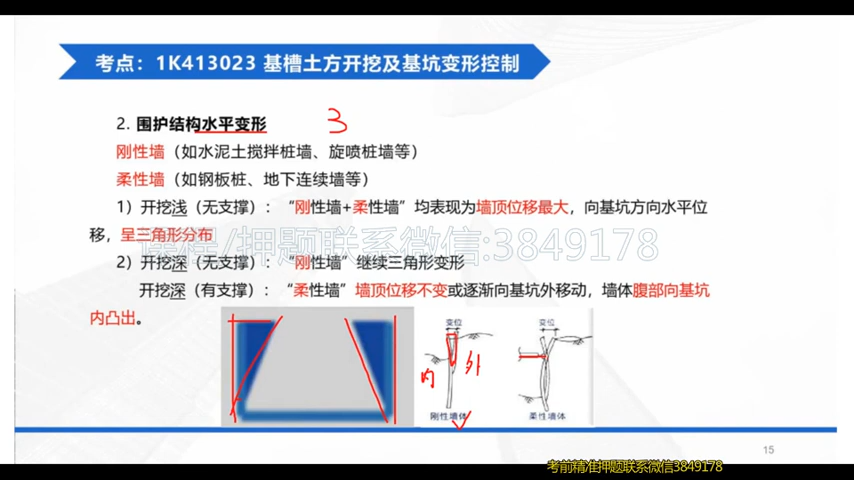 考点：1K413023 基槽土方开挖及基坑变形控制
2. 围护结构水平变形 3
刚性墙（如水泥土搅拌桩墙、旋喷桩墙等）
柔性墙（如钢板桩、地下连续墙等）
1）开挖浅（无支撑）：“刚性墙+柔性墙”均表现为墙顶位移最大，向基坑方向水平位
移，呈三角形分布
课程/押题联系微信:3849178
2）开挖深（无支撑）：“刚性墙”继续三角形变形
开挖深（有支撑）：“柔性墙”墙顶位移不变或逐渐向基坑外移动，墙体腹部向基坑
内凸出。
变位 变位
内 外
刚性墙体 柔性墙体
15
考前精准押题联系微信3849178